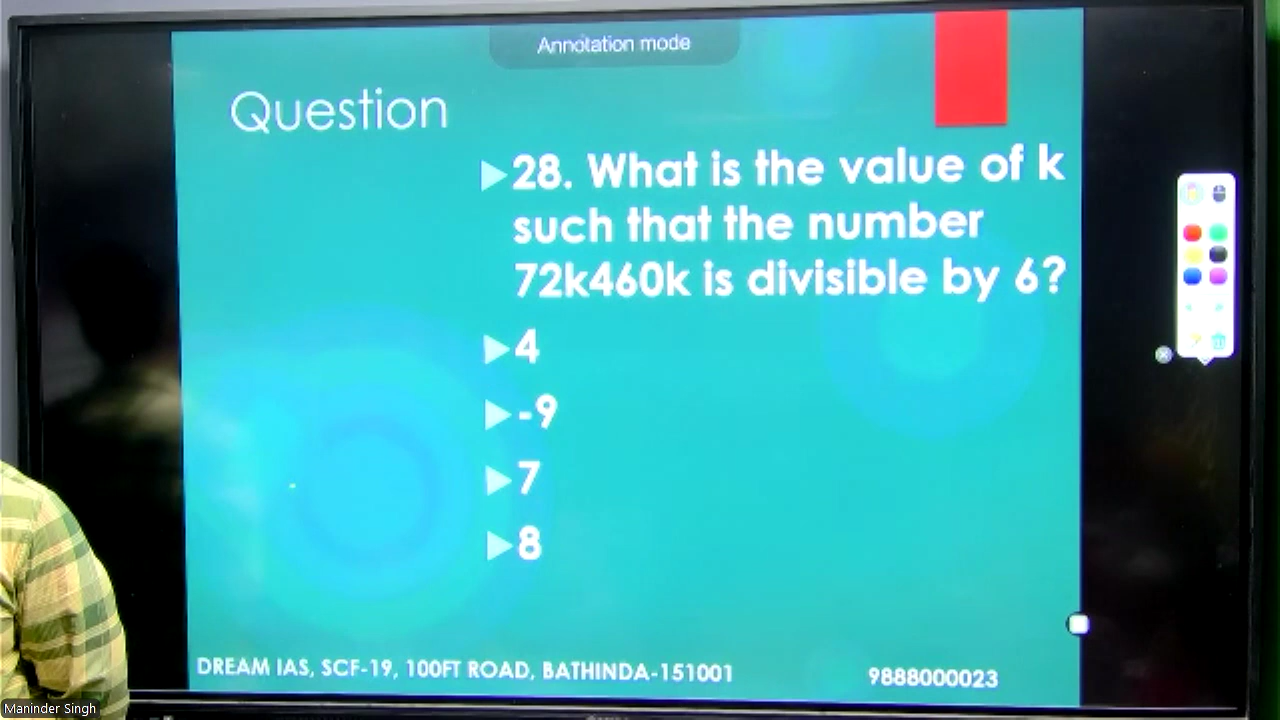 Annotation mode
Question
28. What is the value of k
such that the number
72k460k is divisible by 6?
4
-9
7
8
DREAM IAS, SCF-19, 100FT ROAD, BATHINDA-151001
9888000023
Maninder Singh